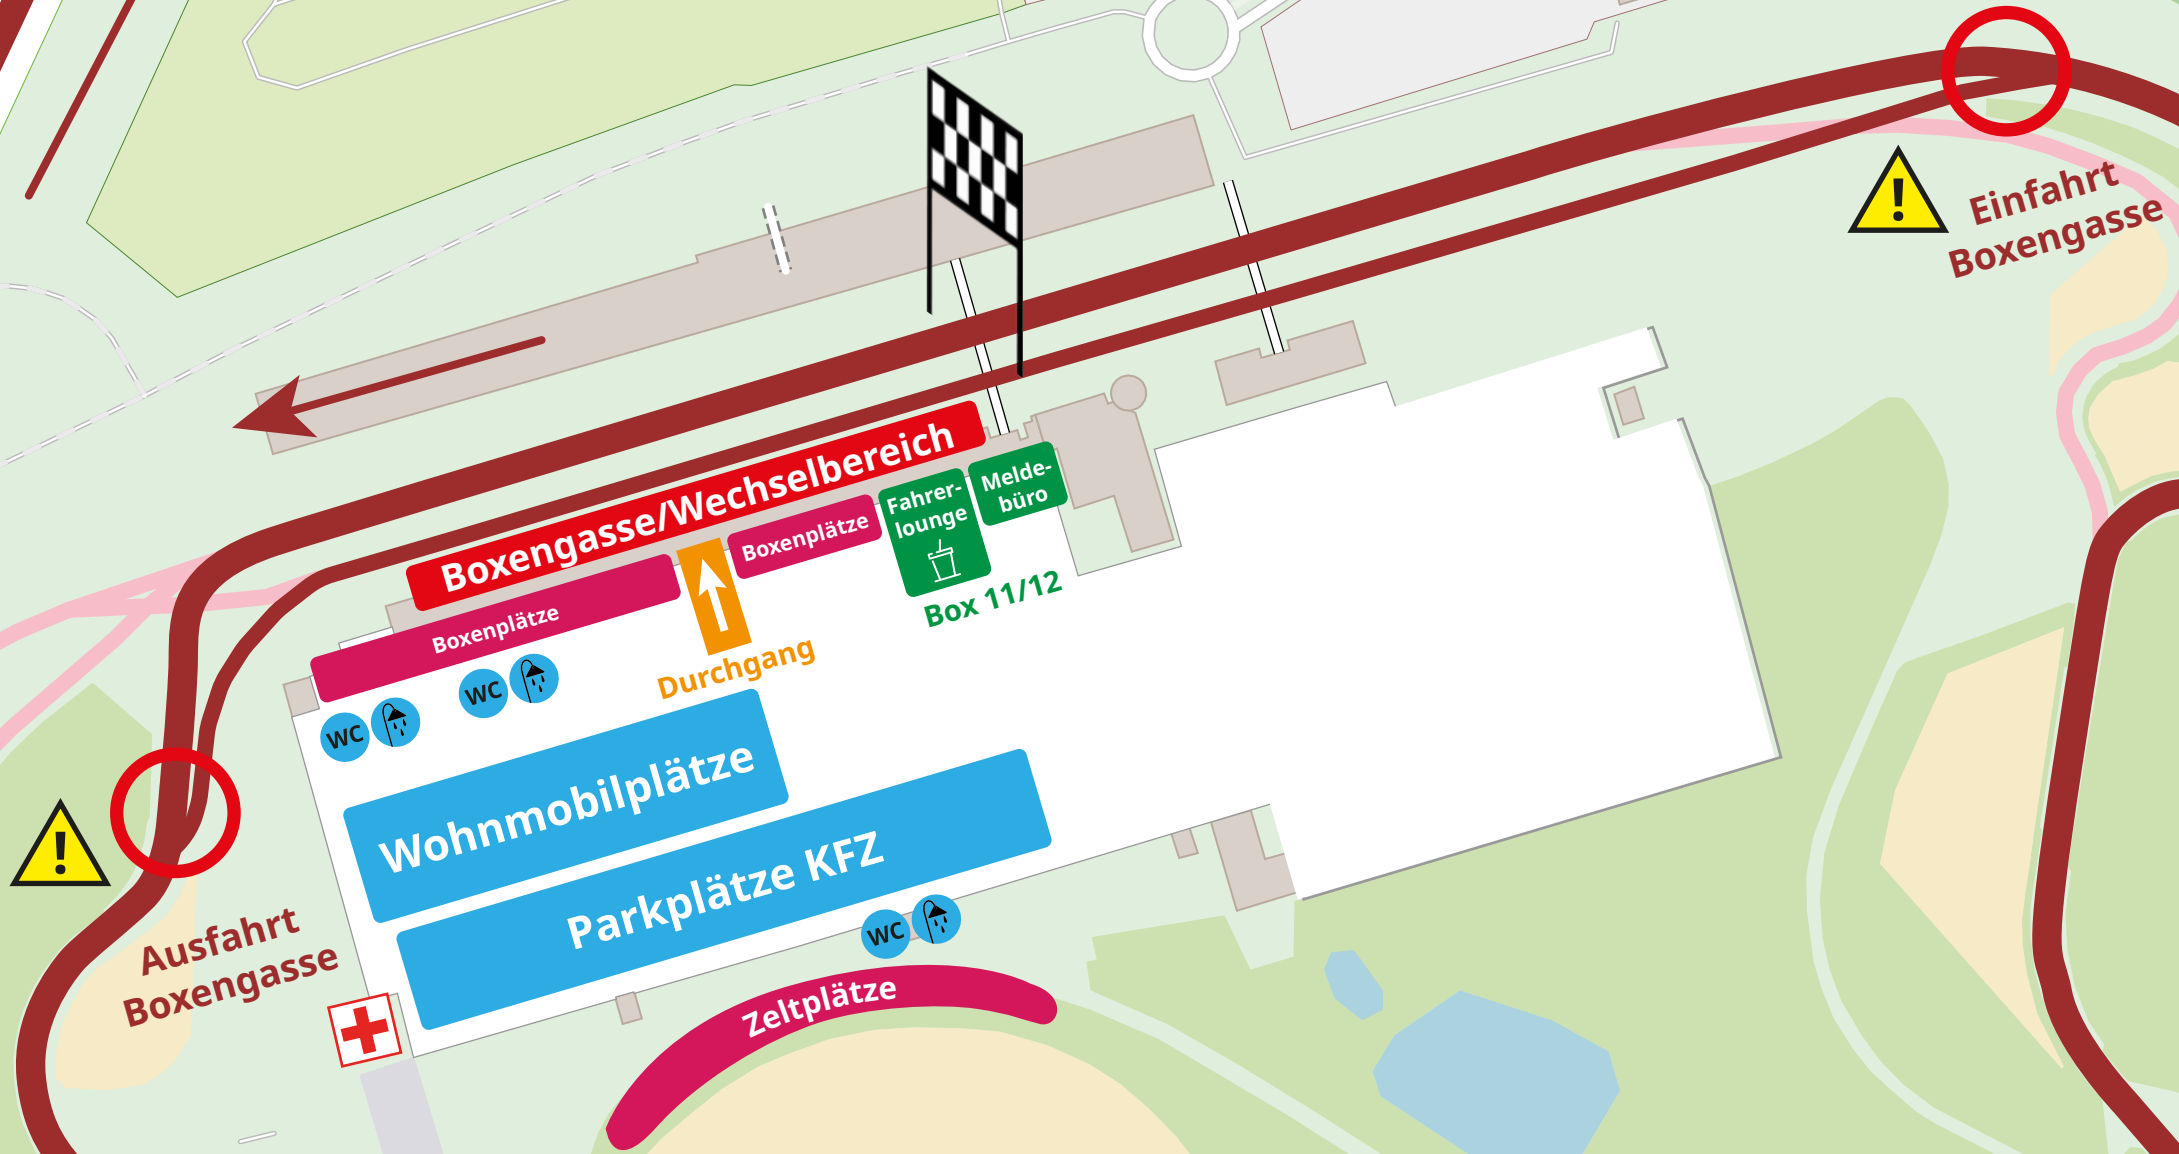 Einfahrt
Boxengasse
Boxengasse/Wechselbereich
Melde-
büro
Fahrer-
lounge
Boxenplätze
Box 11/12
Boxenplätze
Durchgang
WC
WC
Wohnmobilplätze
Parkplätze KFZ
WC
Ausfahrt
Boxengasse
Zeltplätze
!
!